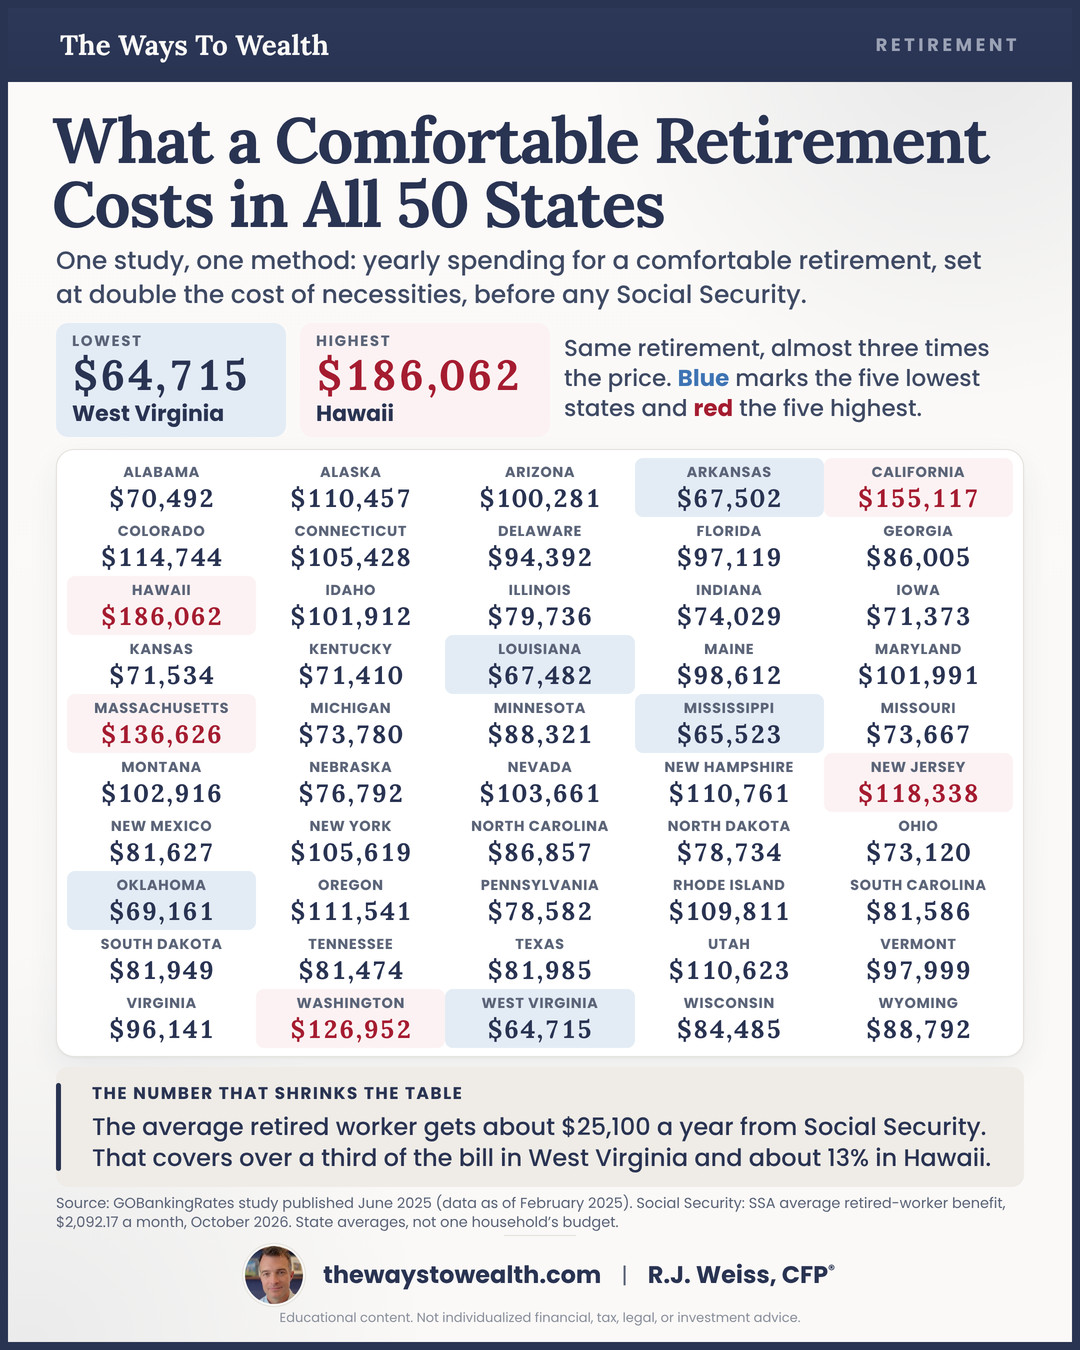 The Ways To Wealth
RETIREMENT
What a Comfortable Retirement
Costs in All 50 States
One study, one method: yearly spending for a comfortable retirement, set
at double the cost of necessities, before any Social Security.
LOWEST
$64,715
West Virginia
HIGHEST
$186,062
Hawaii
Same retirement, almost three times
the price. Blue marks the five lowest
states and red the five highest.
ALABAMA ALASKA ARIZONA ARKANSAS CALIFORNIA
$70,492 $110,457 $100,281 $67,502 $155,117
COLORADO CONNECTICUT DELAWARE FLORIDA GEORGIA
$114,744 $105,428 $94,392 $97,119 $86,005
HAWAII IDAHO ILLINOIS INDIANA IOWA
$186,062 $101,912 $79,736 $74,029 $71,373
KANSAS KENTUCKY LOUISIANA MAINE MARYLAND
$71,534 $71,410 $67,482 $98,612 $101,991
MASSACHUSETTS MICHIGAN MINNESOTA MISSISSIPPI MISSOURI
$136,626 $73,780 $88,321 $65,523 $73,667
MONTANA NEBRASKA NEVADA NEW HAMPSHIRE NEW JERSEY
$102,916 $76,792 $103,661 $110,761 $118,338
NEW MEXICO NEW YORK NORTH CAROLINA NORTH DAKOTA OHIO
$81,627 $105,619 $86,857 $78,734 $73,120
OKLAHOMA OREGON PENNSYLVANIA RHODE ISLAND SOUTH CAROLINA
$69,161 $111,541 $78,582 $109,811 $81,586
SOUTH DAKOTA TENNESSEE TEXAS UTAH VERMONT
$81,949 $81,474 $81,985 $110,623 $97,999
VIRGINIA WASHINGTON WEST VIRGINIA WISCONSIN WYOMING
$96,141 $126,952 $64,715 $84,485 $88,792
THE NUMBER THAT SHRINKS THE TABLE
The average retired worker gets about $25,100 a year from Social Security.
That covers over a third of the bill in West Virginia and about 13% in Hawaii.
Source: GOBankingRates study published June 2025 (data as of February 2025). Social Security: SSA average retired-worker benefit,
$2,092.17 a month, October 2026. State averages, not one household’s budget.
thewaystowealth.com | R.J. Weiss, CFP®
Educational content. Not individualized financial, tax, legal, or investment advice.